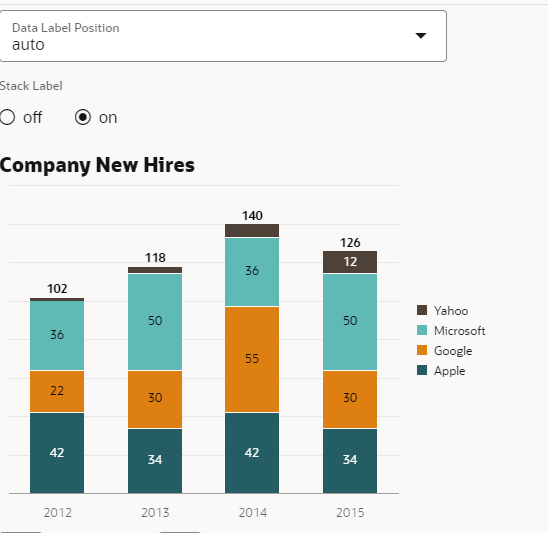 Data Label Position
auto
Stack Label
off on
Company New Hires
140
126
118
102
12
36
50
50
36
55
22
30
30
42
34
42
34
Yahoo
Microsoft
Google
Apple
2012 2013 2014 2015